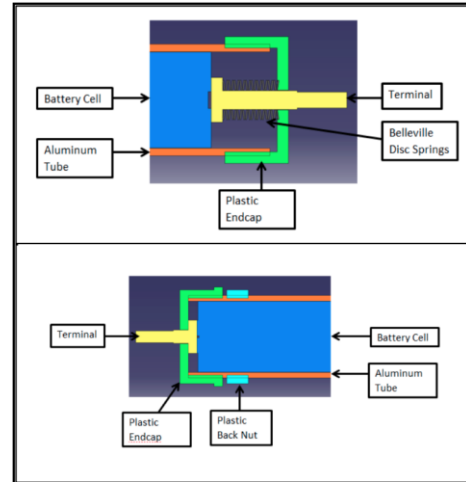 Battery Cell
Terminal
Belleville
Disc Springs
Aluminum
Tube
Plastic
Endcap
Terminal
Battery Cell
Aluminum
Tube
Plastic
Endcap
Plastic
Back Nut